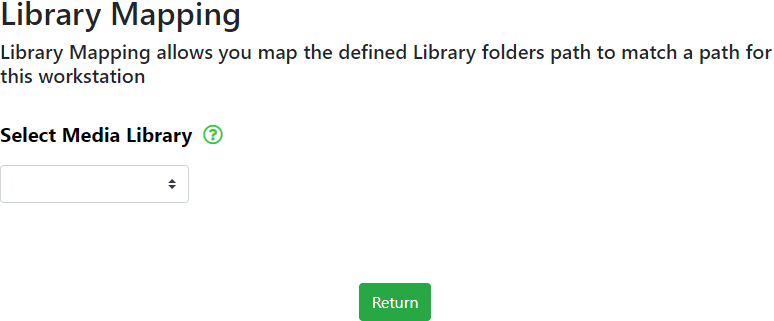 Library Mapping
Library Mapping allows you map the defined Library folders path to match a path for
this workstation
Select Media Library
Return